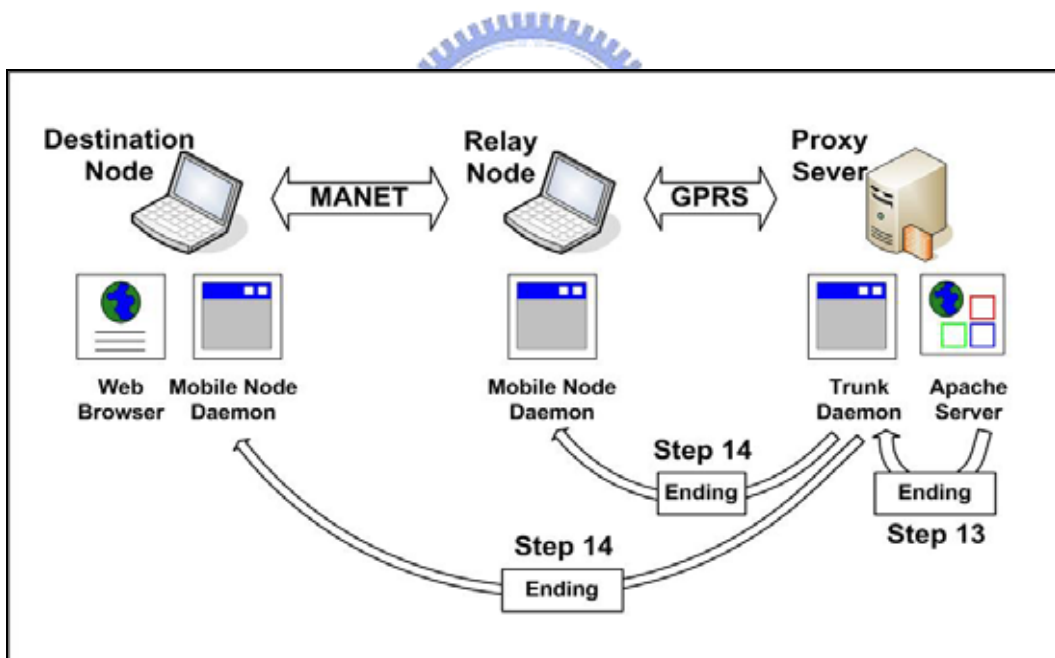 Destination
Node
MANET
Relay
Node
GPRS
Proxy
Sever
Web
Browser
Mobile Node
Daemon
Mobile Node
Daemon
Trunk
Daemon
Apache
Server
Step 14
Ending
Ending
Step 13
Step 14
Ending